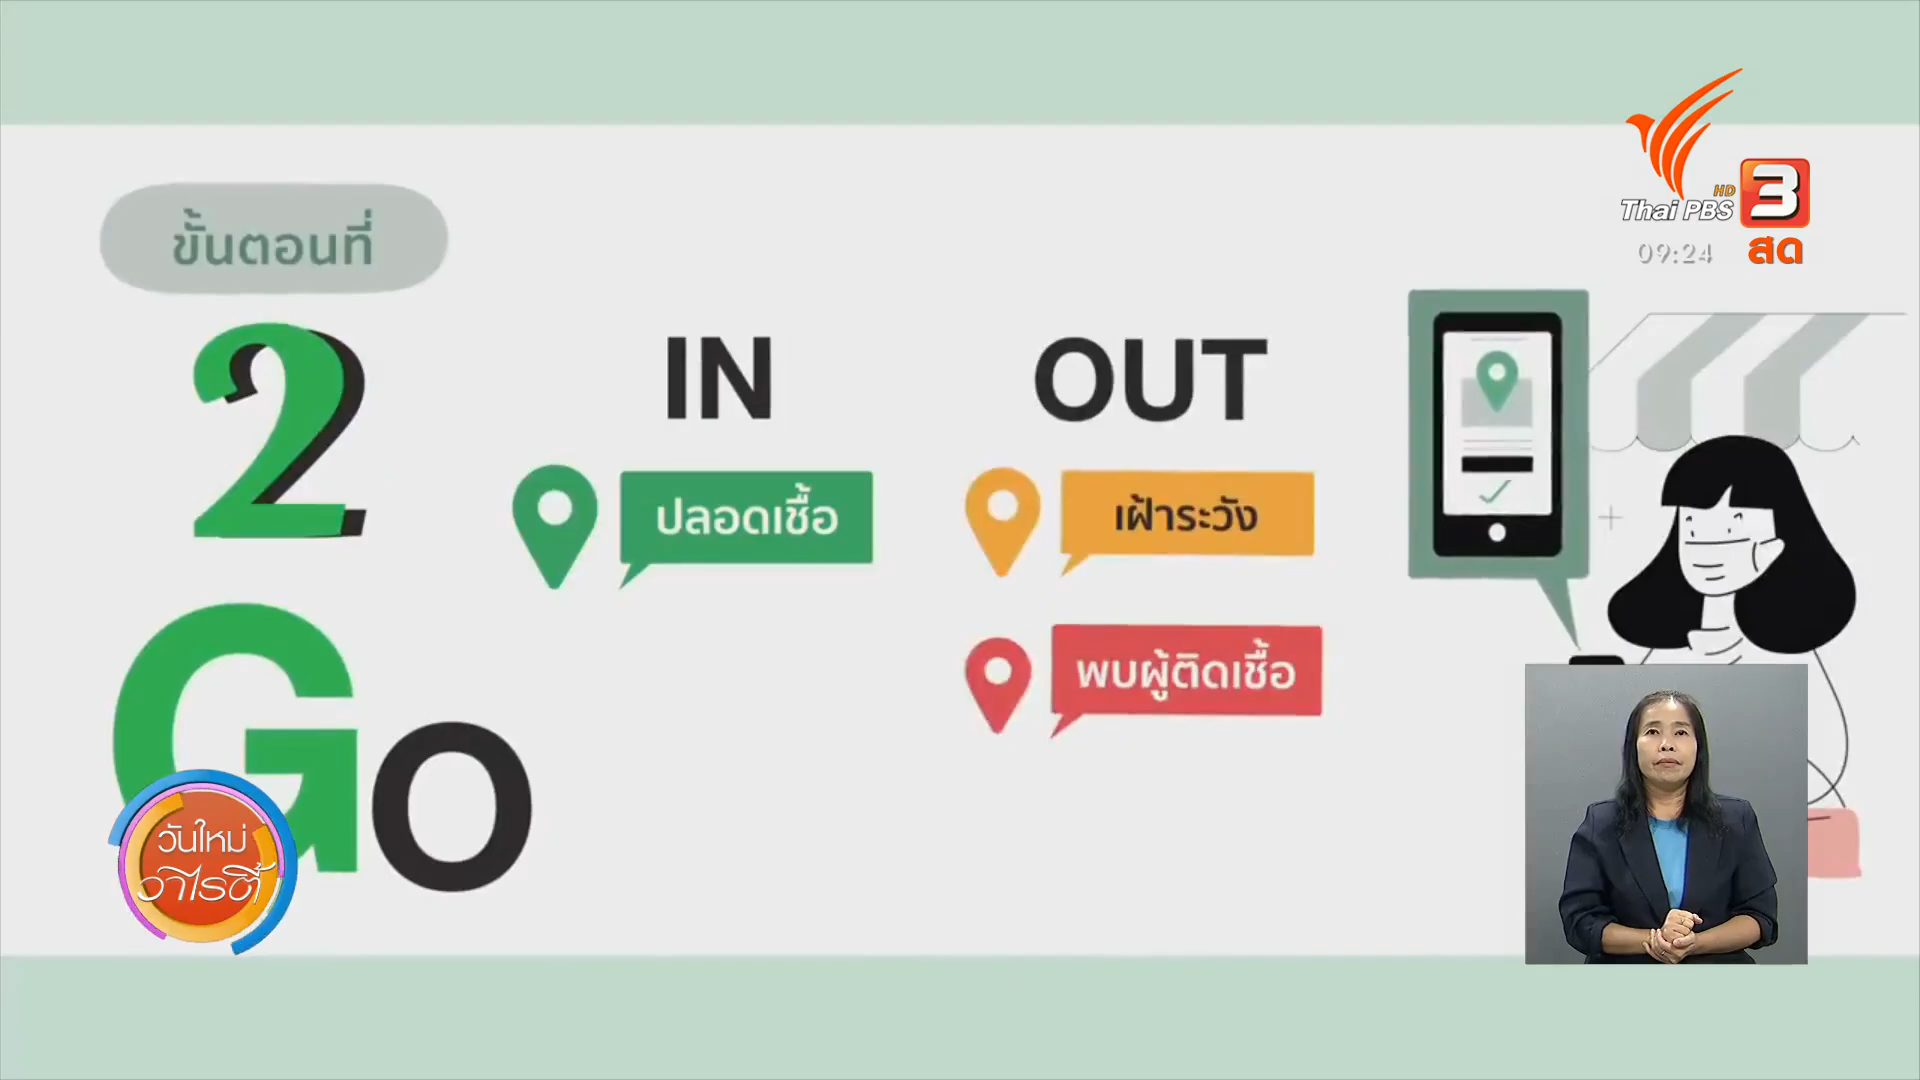 ขั้นตอนที่
2
Go
IN
ปลอดเชื้อ
OUT
เฝ้าระวัง
พบผู้ติดเชื้อ
Thai PBS HD 3
09:24 สด
วันใหม่
วาไรตี้